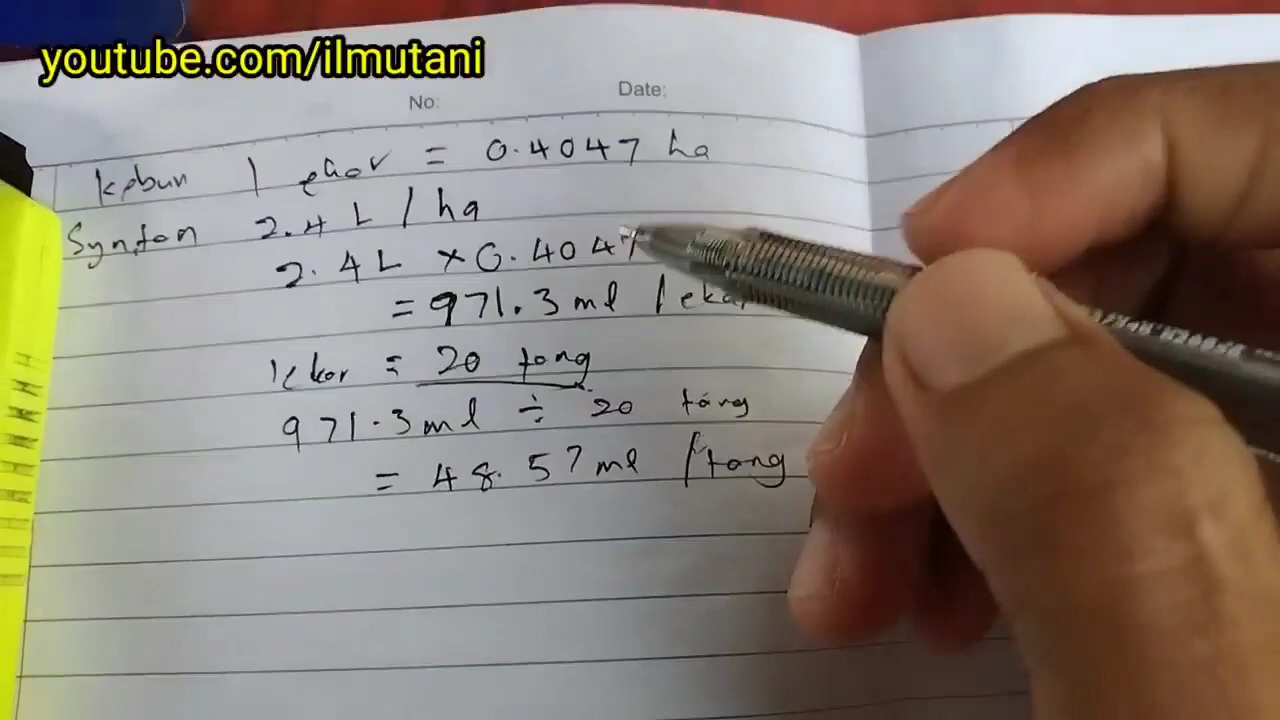 youtube.com/ilmutani
No: Date:
Kebun 1 ekar = 0.4047 ha
Synton 2.4 L / ha
2.4 L × 0.4047
= 971.3 ml / ekar
1 ekar = 20 tong
971.3 ml ÷ 20 tong
= 48.57 ml / tong